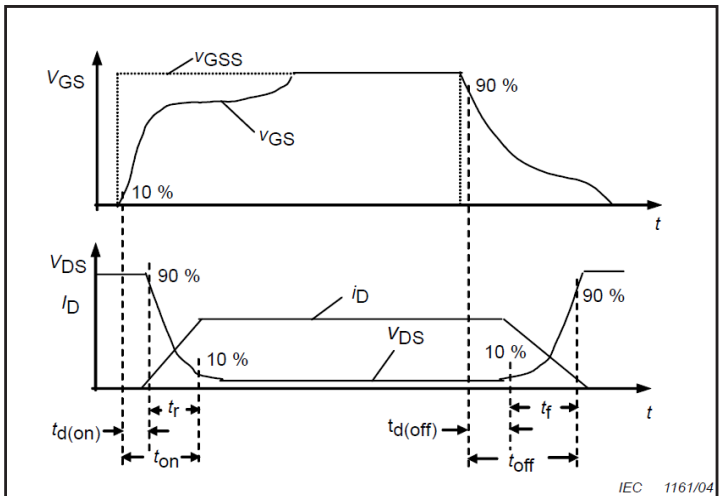 vGSS
VGS
90 %
vGS
10 %
t
VDS
90 %
ID
iD
90 %
VDS
10 %
10 %
tr
tf
t
td(on)
td(off)
ton
toff
IEC 1161/04